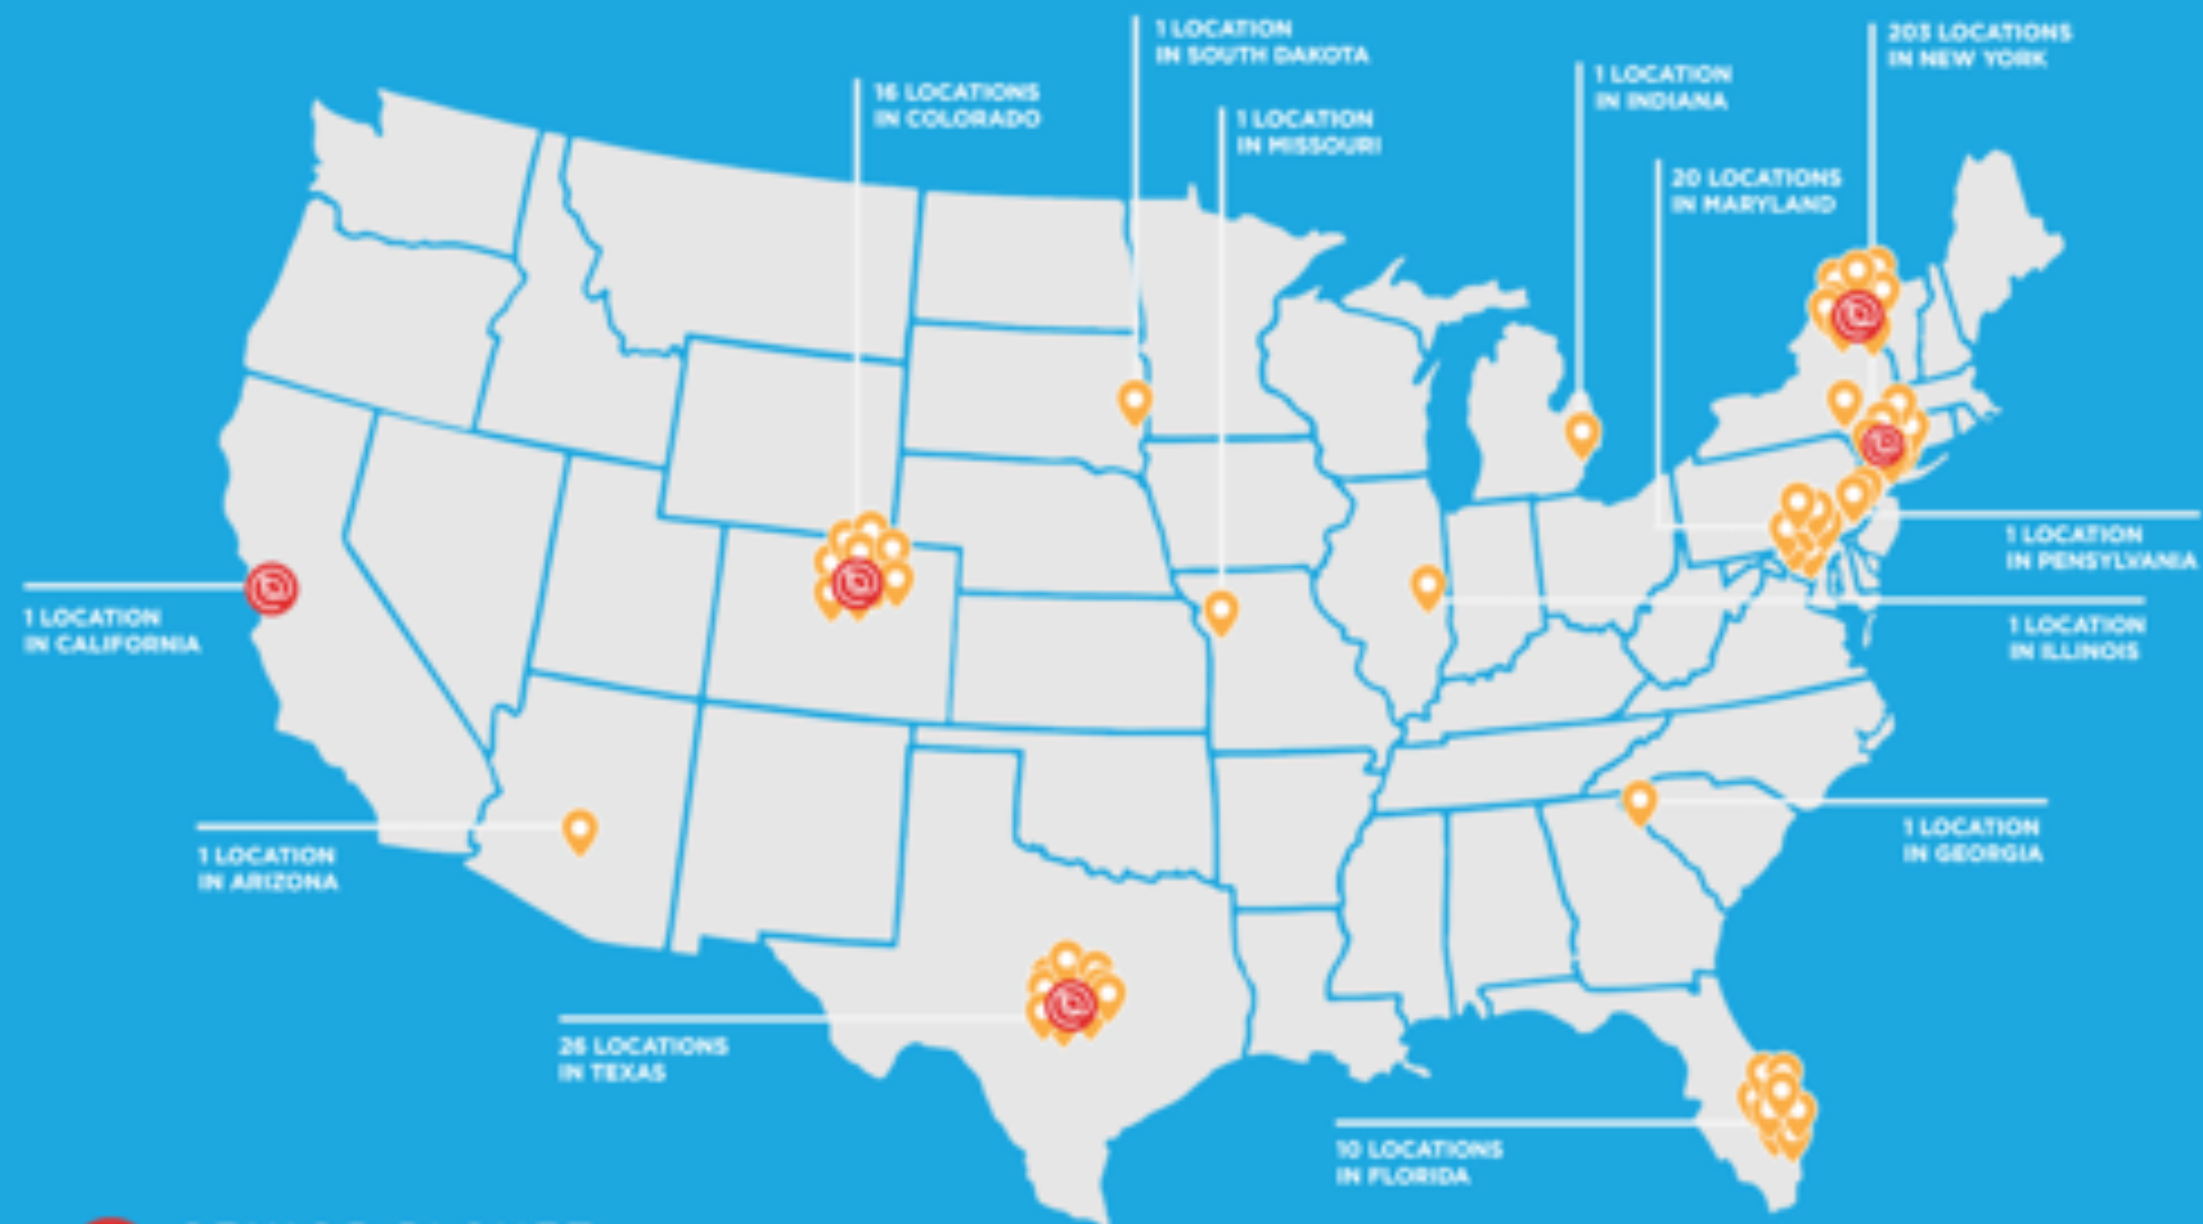 1 LOCATION
IN SOUTH DAKOTA
203 LOCATIONS
IN NEW YORK
16 LOCATIONS
IN COLORADO
1 LOCATION
IN INDIANA
1 LOCATION
IN MISSOURI
20 LOCATIONS
IN MARYLAND
1 LOCATION
IN PENSYLVANIA
1 LOCATION
IN CALIFORNIA
1 LOCATION
IN ILLINOIS
1 LOCATION
IN GEORGIA
1 LOCATION
IN ARIZONA
26 LOCATIONS
IN TEXAS
10 LOCATIONS
IN FLORIDA